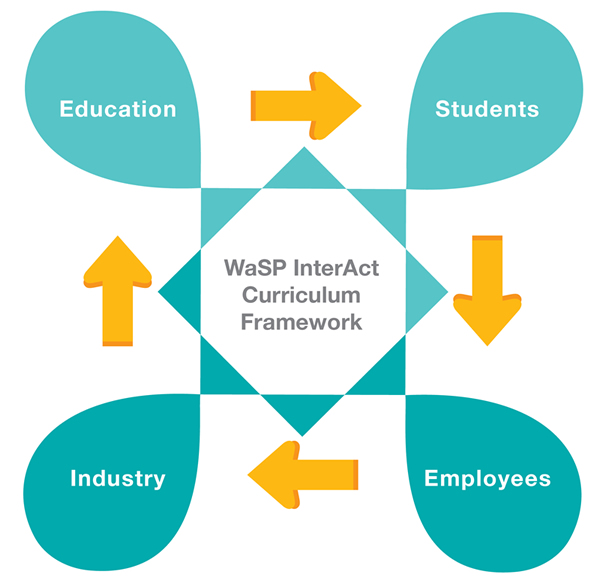 Education
Students
WaSP InterAct
Curriculum
Framework
Industry
Employees